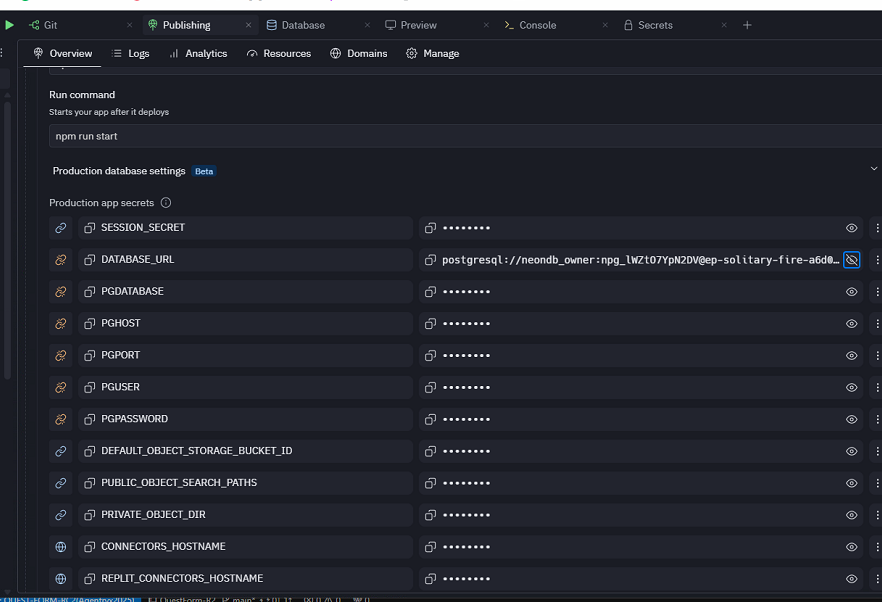 Git
Publishing
Database
Preview
Console
Secrets
Overview
Logs
Analytics
Resources
Domains
Manage
Run command
Starts your app after it deploys
npm run start
Production database settings Beta
Production app secrets
SESSION_SECRET ••••••••
DATABASE_URL postgresql://neondb_owner:npg_lWZtO7YpN2DV@ep-solitary-fire-a6d0…
PGDATABASE ••••••••
PGHOST ••••••••
PGPORT ••••••••
PGUSER ••••••••
PGPASSWORD ••••••••
DEFAULT_OBJECT_STORAGE_BUCKET_ID ••••••••
PUBLIC_OBJECT_SEARCH_PATHS ••••••••
PRIVATE_OBJECT_DIR ••••••••
CONNECTORS_HOSTNAME ••••••••
REPLIT_CONNECTORS_HOSTNAME ••••••••